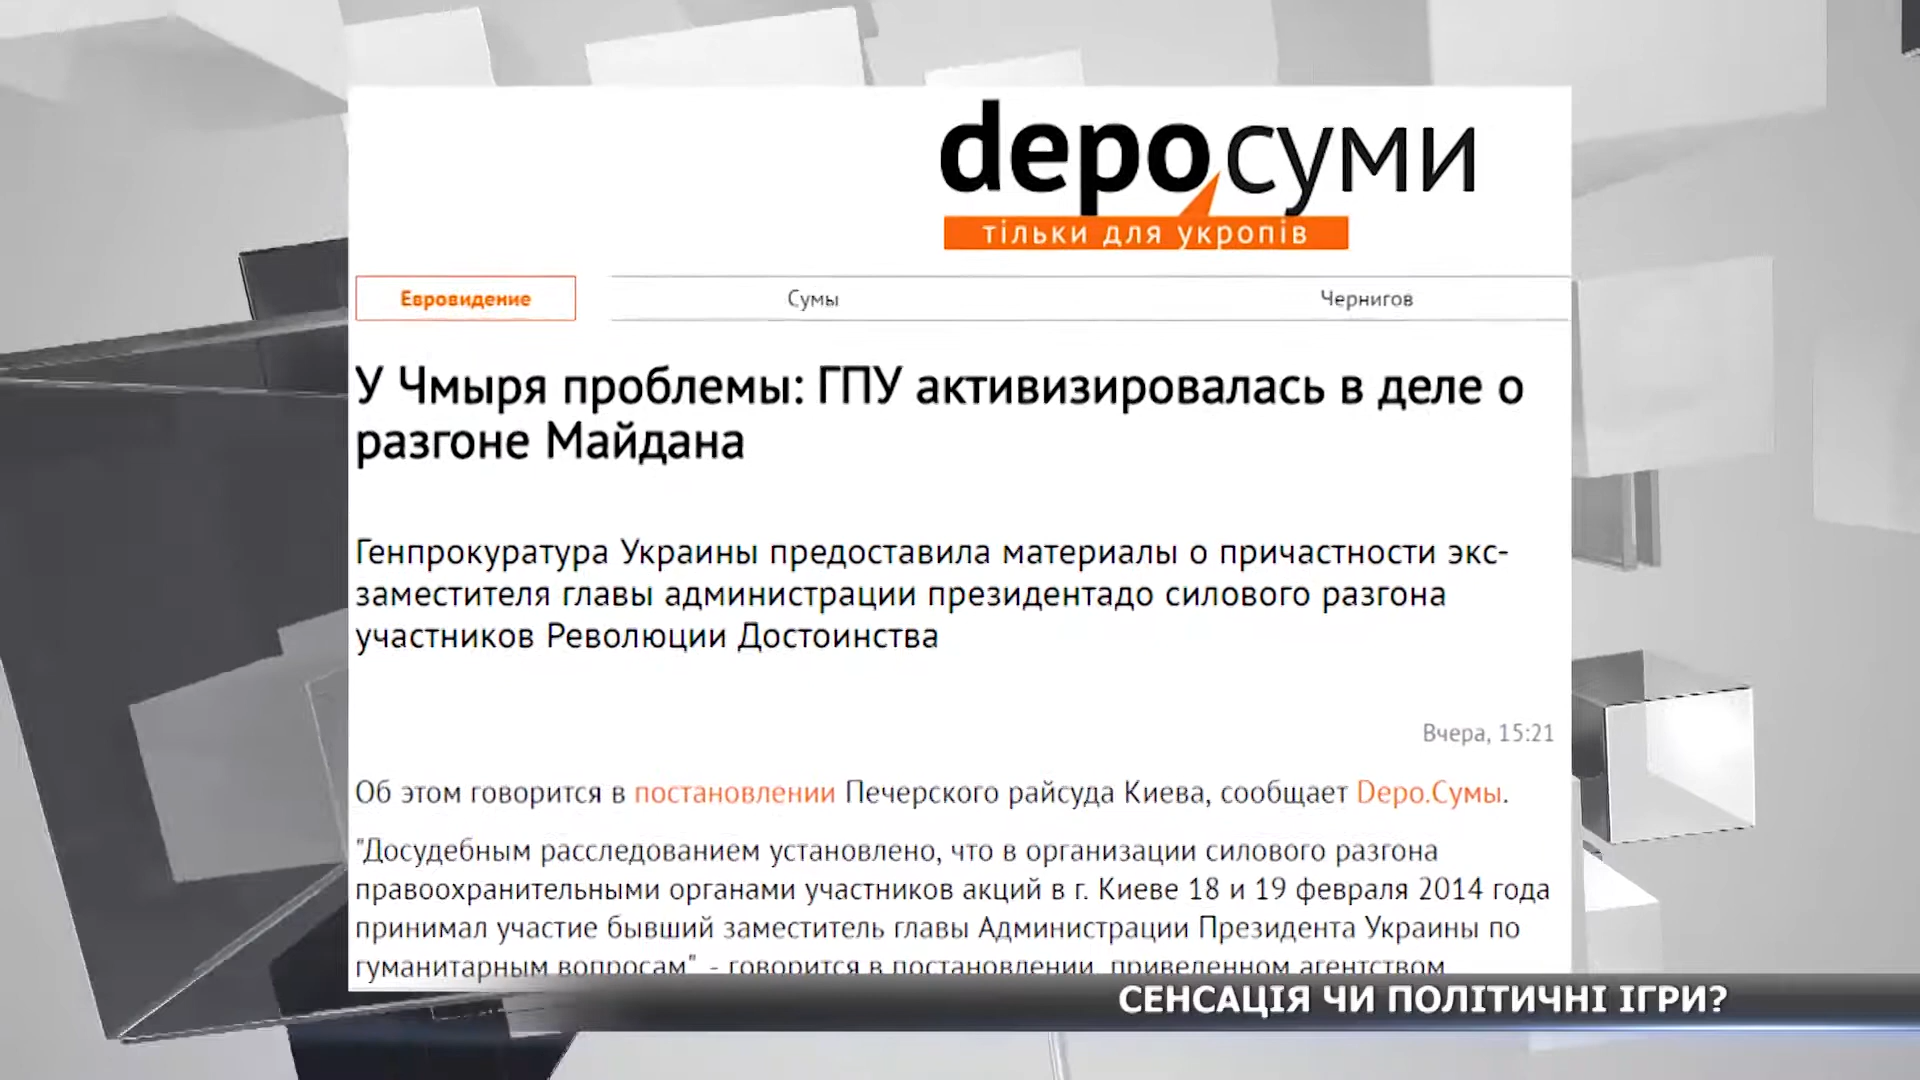 depo.суми
тільки для укропів
Евровидение
Сумы
Чернигов
У Чмыря проблемы: ГПУ активизировалась в деле о
разгоне Майдана
Генпрокуратура Украины предоставила материалы о причастности экс-
заместителя главы администрации президентадо силового разгона
участников Революции Достоинства
Вчера, 15:21
Об этом говорится в постановлении Печерского райсуда Киева, сообщает Depo.Сумы.
"Досудебным расследованием установлено, что в организации силового разгона
правоохранительными органами участников акций в г. Киеве 18 и 19 февраля 2014 года
принимал участие бывший заместитель главы Администрации Президента Украины по
гуманитарным вопросам" - говорится в постановлении, приведенном агентством
СЕНСАЦІЯ ЧИ ПОЛІТИЧНІ ІГРИ?